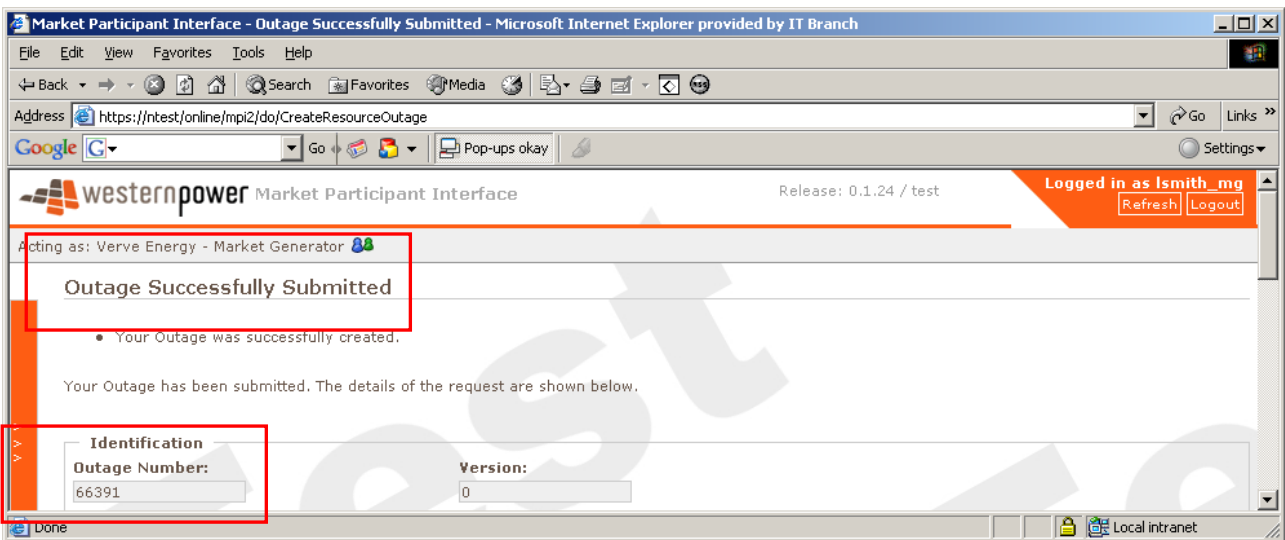 Market Participant Interface - Outage Successfully Submitted - Microsoft Internet Explorer provided by IT Branch
File Edit View Favorites Tools Help
Back Search Favorites Media
Address https://ntest/online/mpi2/do/CreateResourceOutage Go Links »
Google G Go Pop-ups okay Settings
westernpower Market Participant Interface Release: 0.1.24 / test Logged in as lsmith_mg
Refresh Logout
Acting as: Verve Energy - Market Generator
Outage Successfully Submitted
• Your Outage was successfully created.
Your Outage has been submitted. The details of the request are shown below.
> > >
Identification
Outage Number: Version:
66391 0
Done Local intranet
test